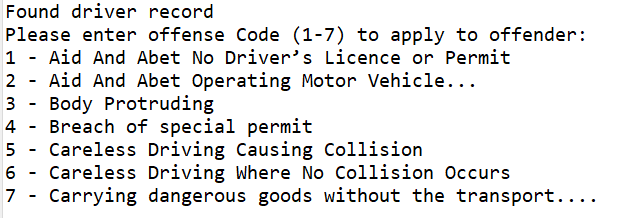 Found driver record
Please enter offense Code (1-7) to apply to offender:
1 - Aid And Abet No Driver’s Licence or Permit
2 - Aid And Abet Operating Motor Vehicle...
3 - Body Protruding
4 - Breach of special permit
5 - Careless Driving Causing Collision
6 - Careless Driving Where No Collision Occurs
7 - Carrying dangerous goods without the transport....